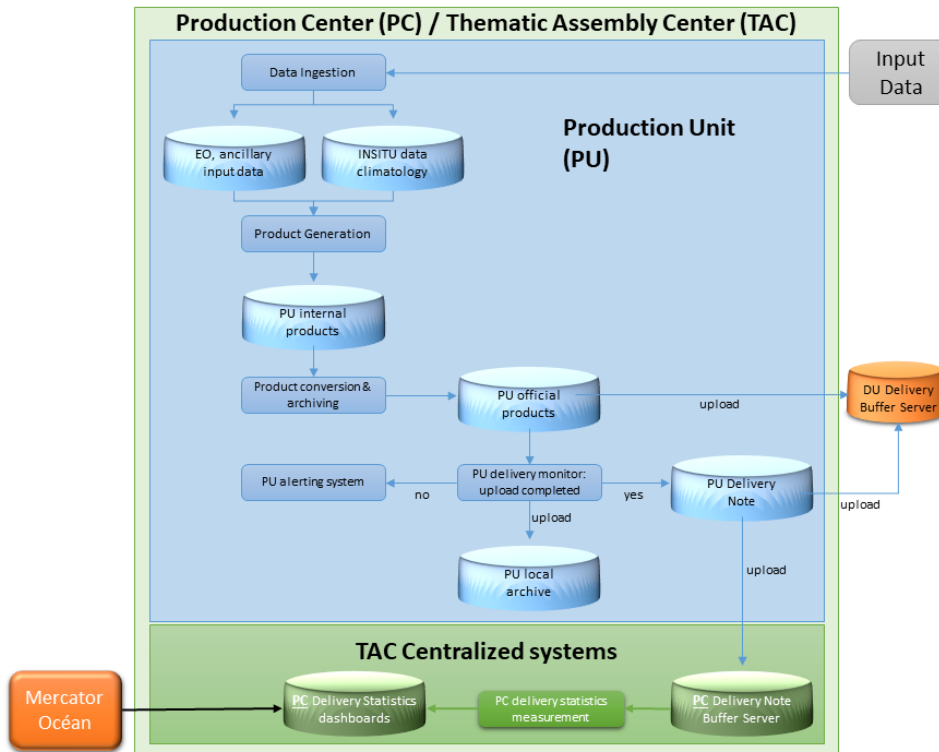 Production Center (PC) / Thematic Assembly Center (TAC)
Input
Data
Data Ingestion
Production Unit
(PU)
EO, ancillary
input data
INSITU data
climatology
Product Generation
PU internal
products
Product conversion &
archiving
PU official
products
upload
DU Delivery
Buffer Server
PU alerting system
no
PU delivery monitor:
upload completed
yes
PU Delivery
Note
upload
upload
PU local
archive
upload
TAC Centralized systems
Mercator
Océan
PC Delivery Statistics
dashboards
PC delivery statistics
measurement
PC Delivery Note
Buffer Server